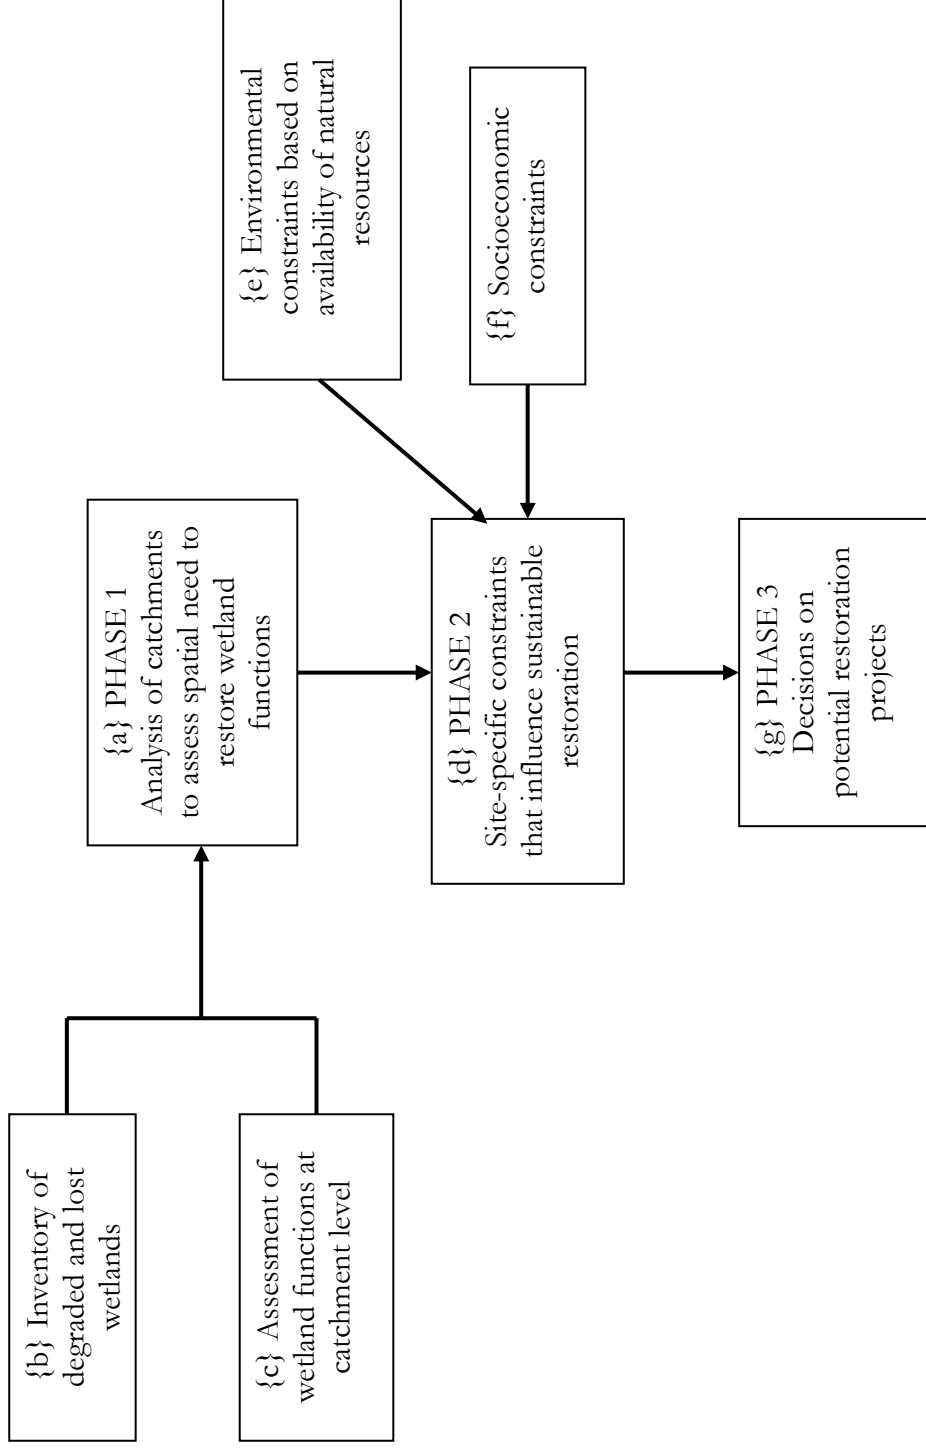 {b} Inventory of
degraded and lost
wetlands
{c} Assessment of
wetland functions at
catchment level
{a} PHASE 1
Analysis of catchments
to assess spatial need to
restore wetland
functions
{d} PHASE 2
Site-specific constraints
that influence sustainable
restoration
{e} Environmental
constraints based on
availability of natural
resources
{f} Socioeconomic
constraints
{g} PHASE 3
Decisions on
potential restoration
projects